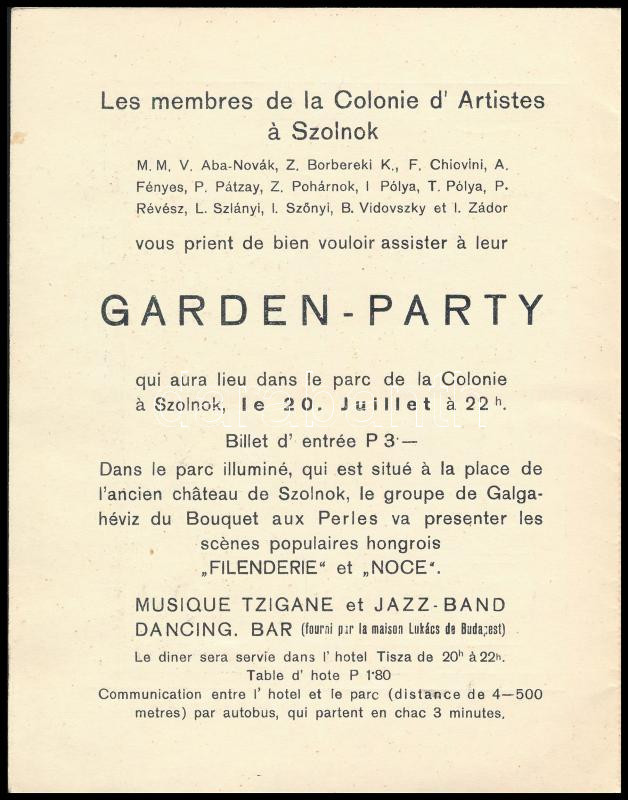 Les membres de la Colonie d' Artistes
à Szolnok
M. M. V. Aba-Novák, Z. Borbereki K., F. Chiovini, A.
Fényes, P. Pátzay, Z. Pohárnok, I Pólya, T. Pólya, P.
Révész, L. Szlányi, I. Szőnyi, B. Vidovszky et I. Zádor
vous prient de bien vouloir assister à leur
GARDEN - PARTY
qui aura lieu dans le parc de la Colonie
à Szolnok, le 20. Juillet à 22 h.
Billet d' entrée P 3·—
Dans le parc illuminé, qui est situé à la place de
l'ancien château de Szolnok, le groupe de Galga-
héviz du Bouquet aux Perles va presenter les
scènes populaires hongrois
„FILENDERIE“ et „NOCE“.
MUSIQUE TZIGANE et JAZZ-BAND
DANCING. BAR (fourni par la maison Lukács de Budapest)
Le diner sera servie dans l' hotel Tisza de 20h à 22h.
Table d' hote P 1·80
Communication entre l' hotel et le parc (distance de 4—500
metres) par autobus, qui partent en chac 3 minutes.